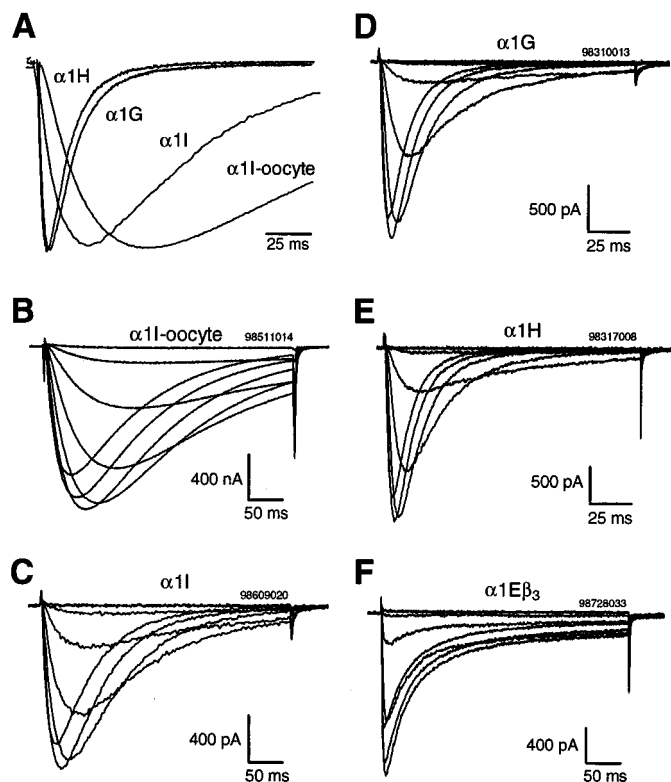 A
α1H
α1G
α1I
α1I-oocyte
25 ms
B
α1I-oocyte 98511014
400 nA
50 ms
C
α1I
98609020
400 pA
50 ms
D
α1G
98310013
500 pA
25 ms
E
α1H
98317008
500 pA
25 ms
F
α1Eβ₃
98728033
400 pA
50 ms